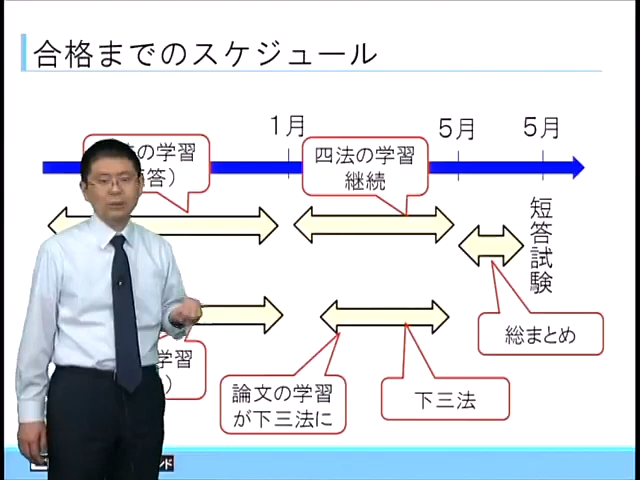 合格までのスケジュール
1月
5月
5月
の学習
答）
四法の学習
継続
短答試験
総まとめ
学習
）
論文の学習
が下三法に
下三法
ンド